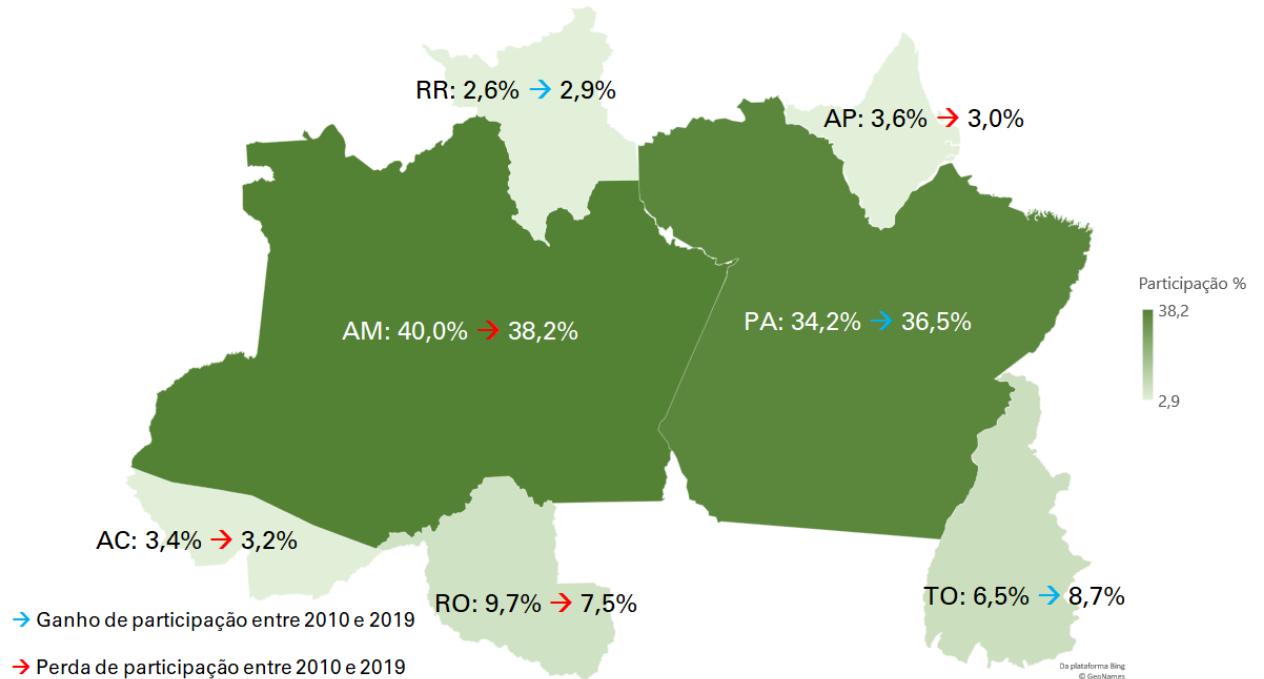 RR: 2,6% → 2,9%
AP: 3,6% → 3,0%
Participação %
38,2
2,9
AM: 40,0% → 38,2%
PA: 34,2% → 36,5%
AC: 3,4% → 3,2%
RO: 9,7% → 7,5%
TO: 6,5% → 8,7%
→ Ganho de participação entre 2010 e 2019
→ Perda de participação entre 2010 e 2019
Da plataforma Bing
© GeoNames